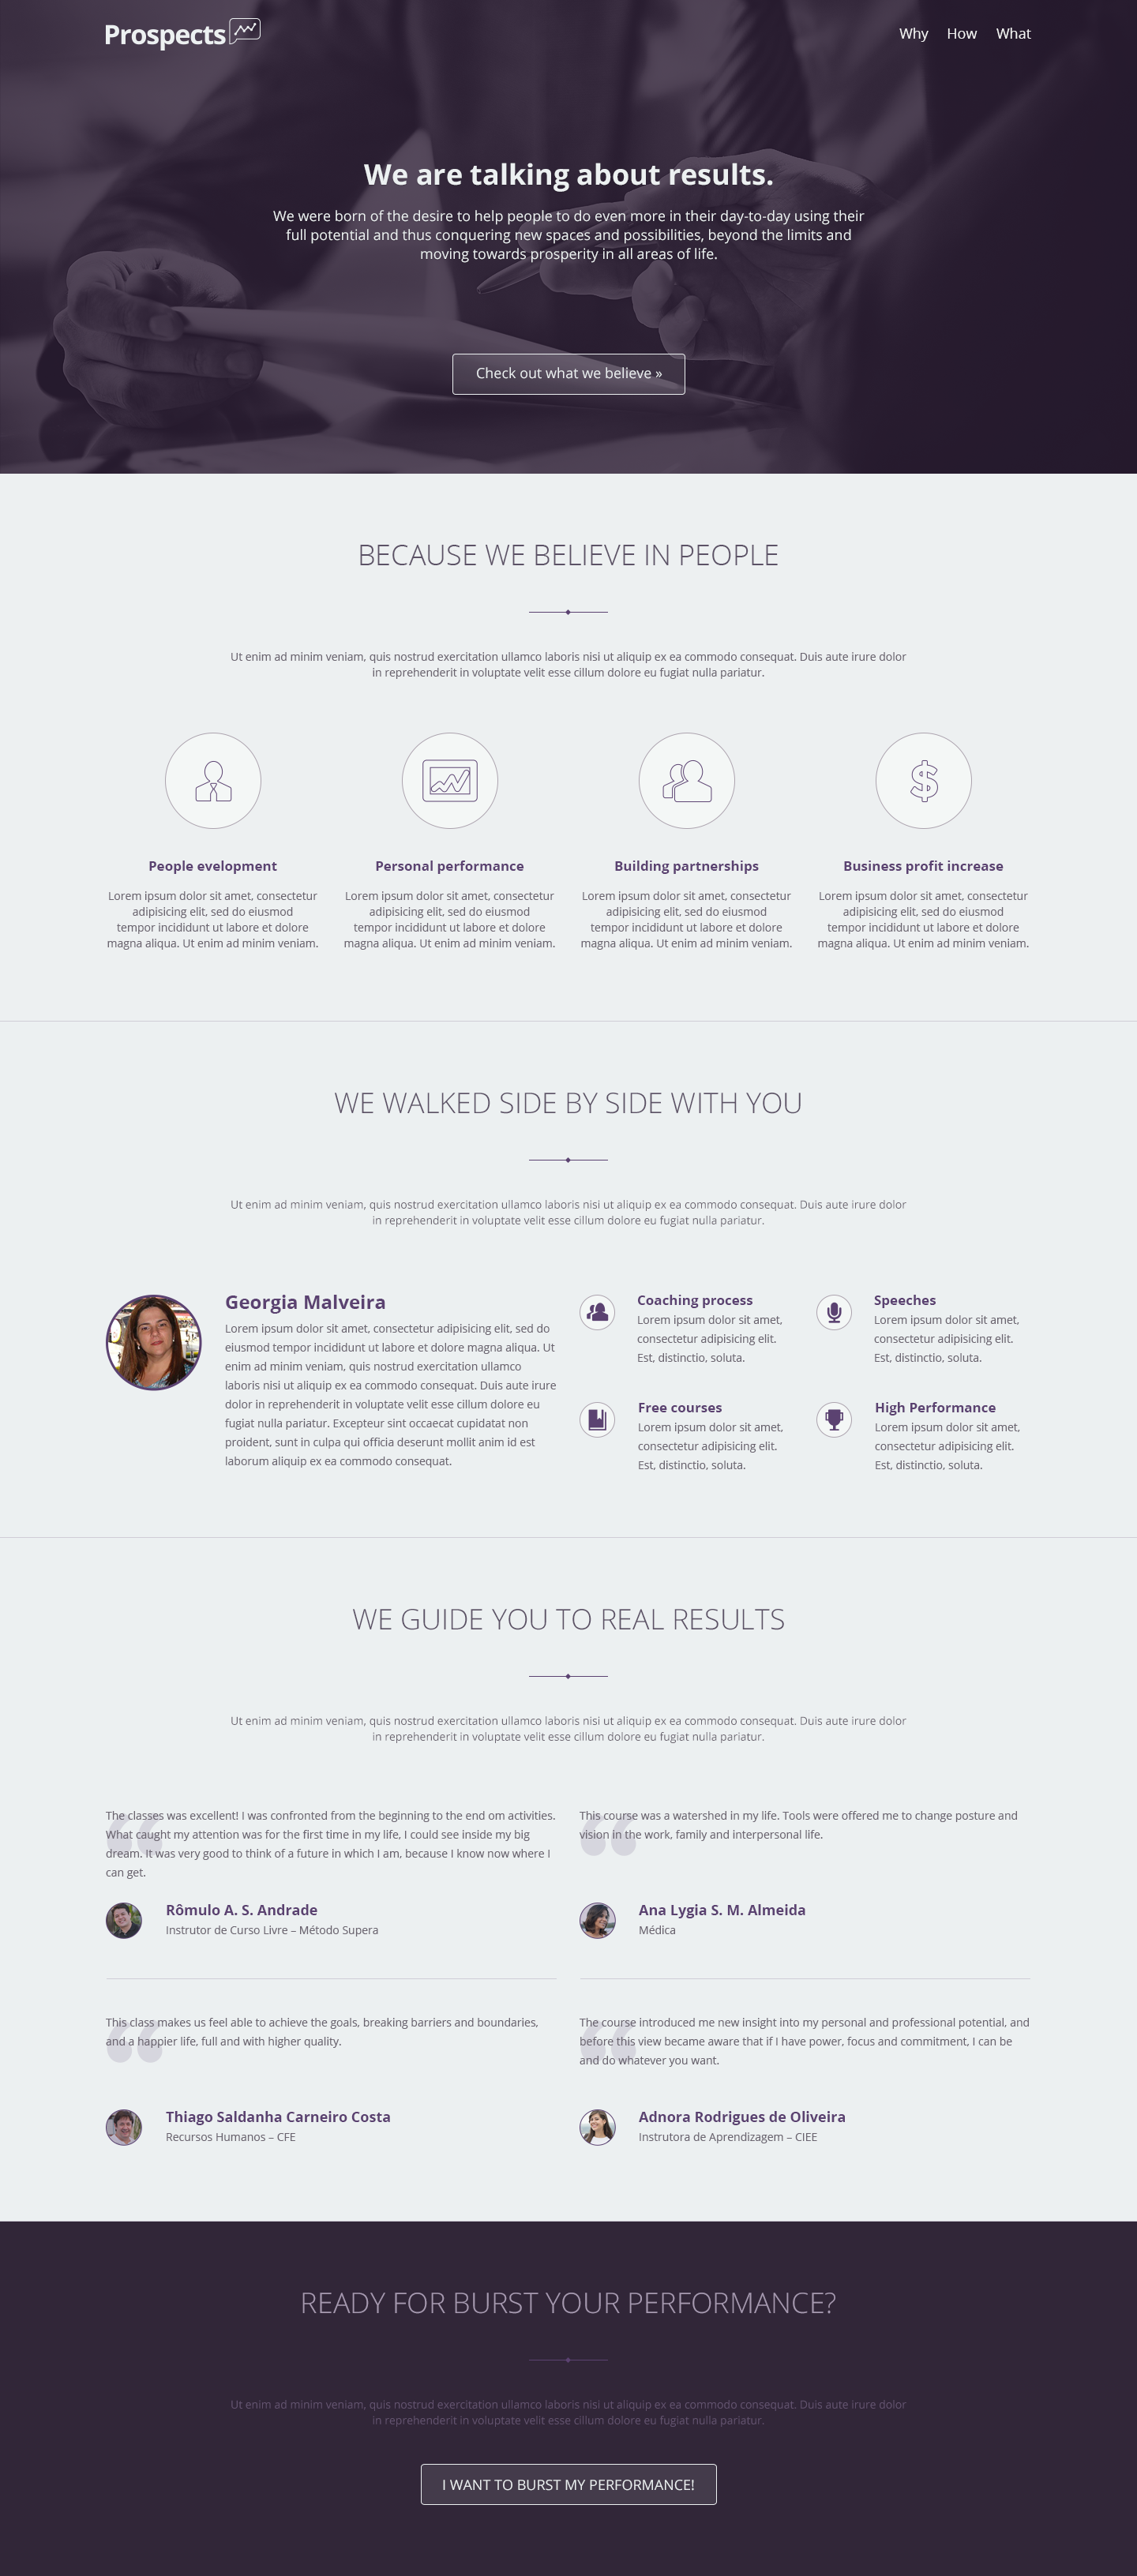 Prospects
Why How What
We are talking about results.
We were born of the desire to help people to do even more in their day-to-day using their
full potential and thus conquering new spaces and possibilities, beyond the limits and
moving towards prosperity in all areas of life.
Check out what we believe »
BECAUSE WE BELIEVE IN PEOPLE
Ut enim ad minim veniam, quis nostrud exercitation ullamco laboris nisi ut aliquip ex ea commodo consequat. Duis aute irure dolor
in reprehenderit in voluptate velit esse cillum dolore eu fugiat nulla pariatur.
People evelopment
Lorem ipsum dolor sit amet, consectetur
adipisicing elit, sed do eiusmod
tempor incididunt ut labore et dolore
magna aliqua. Ut enim ad minim veniam.
Personal performance
Lorem ipsum dolor sit amet, consectetur
adipisicing elit, sed do eiusmod
tempor incididunt ut labore et dolore
magna aliqua. Ut enim ad minim veniam.
Building partnerships
Lorem ipsum dolor sit amet, consectetur
adipisicing elit, sed do eiusmod
tempor incididunt ut labore et dolore
magna aliqua. Ut enim ad minim veniam.
Business profit increase
Lorem ipsum dolor sit amet, consectetur
adipisicing elit, sed do eiusmod
tempor incididunt ut labore et dolore
magna aliqua. Ut enim ad minim veniam.
WE WALKED SIDE BY SIDE WITH YOU
Ut enim ad minim veniam, quis nostrud exercitation ullamco laboris nisi ut aliquip ex ea commodo consequat. Duis aute irure dolor
in reprehenderit in voluptate velit esse cillum dolore eu fugiat nulla pariatur.
Georgia Malveira
Lorem ipsum dolor sit amet, consectetur adipisicing elit, sed do
eiusmod tempor incididunt ut labore et dolore magna aliqua. Ut
enim ad minim veniam, quis nostrud exercitation ullamco
laboris nisi ut aliquip ex ea commodo consequat. Duis aute irure
dolor in reprehenderit in voluptate velit esse cillum dolore eu
fugiat nulla pariatur. Excepteur sint occaecat cupidatat non
proident, sunt in culpa qui officia deserunt mollit anim id est
laborum aliquip ex ea commodo consequat.
Coaching process
Lorem ipsum dolor sit amet,
consectetur adipisicing elit.
Est, distinctio, soluta.
Speeches
Lorem ipsum dolor sit amet,
consectetur adipisicing elit.
Est, distinctio, soluta.
Free courses
Lorem ipsum dolor sit amet,
consectetur adipisicing elit.
Est, distinctio, soluta.
High Performance
Lorem ipsum dolor sit amet,
consectetur adipisicing elit.
Est, distinctio, soluta.
WE GUIDE YOU TO REAL RESULTS
Ut enim ad minim veniam, quis nostrud exercitation ullamco laboris nisi ut aliquip ex ea commodo consequat. Duis aute irure dolor
in reprehenderit in voluptate velit esse cillum dolore eu fugiat nulla pariatur.
“
The classes was excellent! I was confronted from the beginning to the end om activities.
What caught my attention was for the first time in my life, I could see inside my big
dream. It was very good to think of a future in which I am, because I know now where I
can get.
Rômulo A. S. Andrade
Instrutor de Curso Livre – Método Supera
“
This course was a watershed in my life. Tools were offered me to change posture and
vision in the work, family and interpersonal life.
Ana Lygia S. M. Almeida
Médica
“
This class makes us feel able to achieve the goals, breaking barriers and boundaries,
and a happier life, full and with higher quality.
Thiago Saldanha Carneiro Costa
Recursos Humanos – CFE
“
The course introduced me new insight into my personal and professional potential, and
before this view became aware that if I have power, focus and commitment, I can be
and do whatever you want.
Adnora Rodrigues de Oliveira
Instrutora de Aprendizagem – CIEE
READY FOR BURST YOUR PERFORMANCE?
Ut enim ad minim veniam, quis nostrud exercitation ullamco laboris nisi ut aliquip ex ea commodo consequat. Duis aute irure dolor
in reprehenderit in voluptate velit esse cillum dolore eu fugiat nulla pariatur.
I WANT TO BURST MY PERFORMANCE!